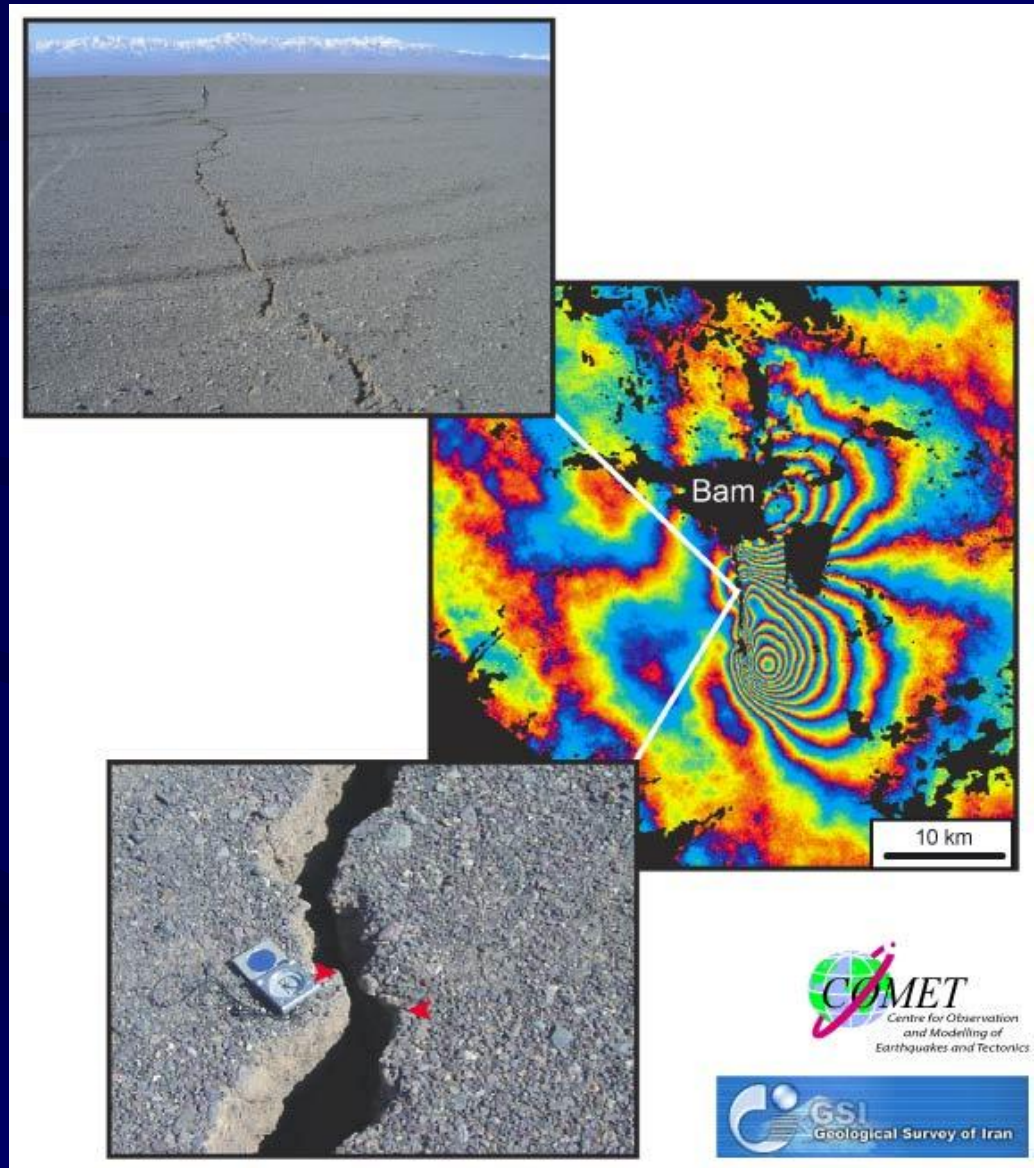 Bam
10 km
COMET
Centre for Observation
and Modelling of
Earthquakes and Tectonics
GSI
Geological Survey of Iran